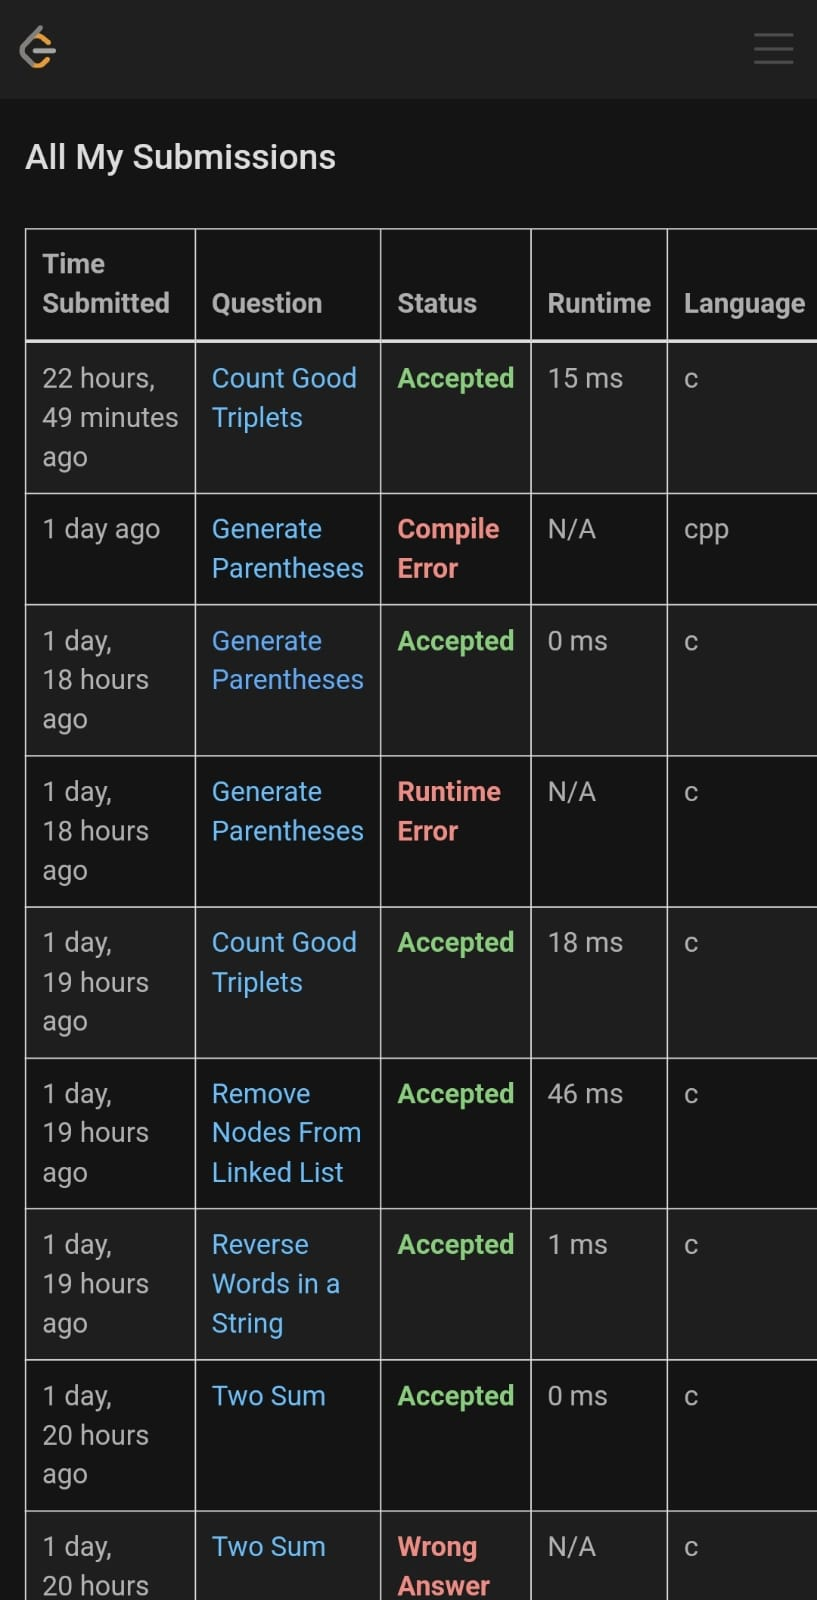 All My Submissions
Time
Submitted
Question
Status
Runtime
Language
22 hours,
49 minutes
ago
Count Good
Triplets
Accepted
15 ms
c
1 day ago
Generate
Parentheses
Compile
Error
N/A
cpp
1 day,
18 hours
ago
Generate
Parentheses
Accepted
0 ms
c
1 day,
18 hours
ago
Generate
Parentheses
Runtime
Error
N/A
c
1 day,
19 hours
ago
Count Good
Triplets
Accepted
18 ms
c
1 day,
19 hours
ago
Remove
Nodes From
Linked List
Accepted
46 ms
c
1 day,
19 hours
ago
Reverse
Words in a
String
Accepted
1 ms
c
1 day,
20 hours
ago
Two Sum
Accepted
0 ms
c
1 day,
20 hours
Two Sum
Wrong
Answer
N/A
c